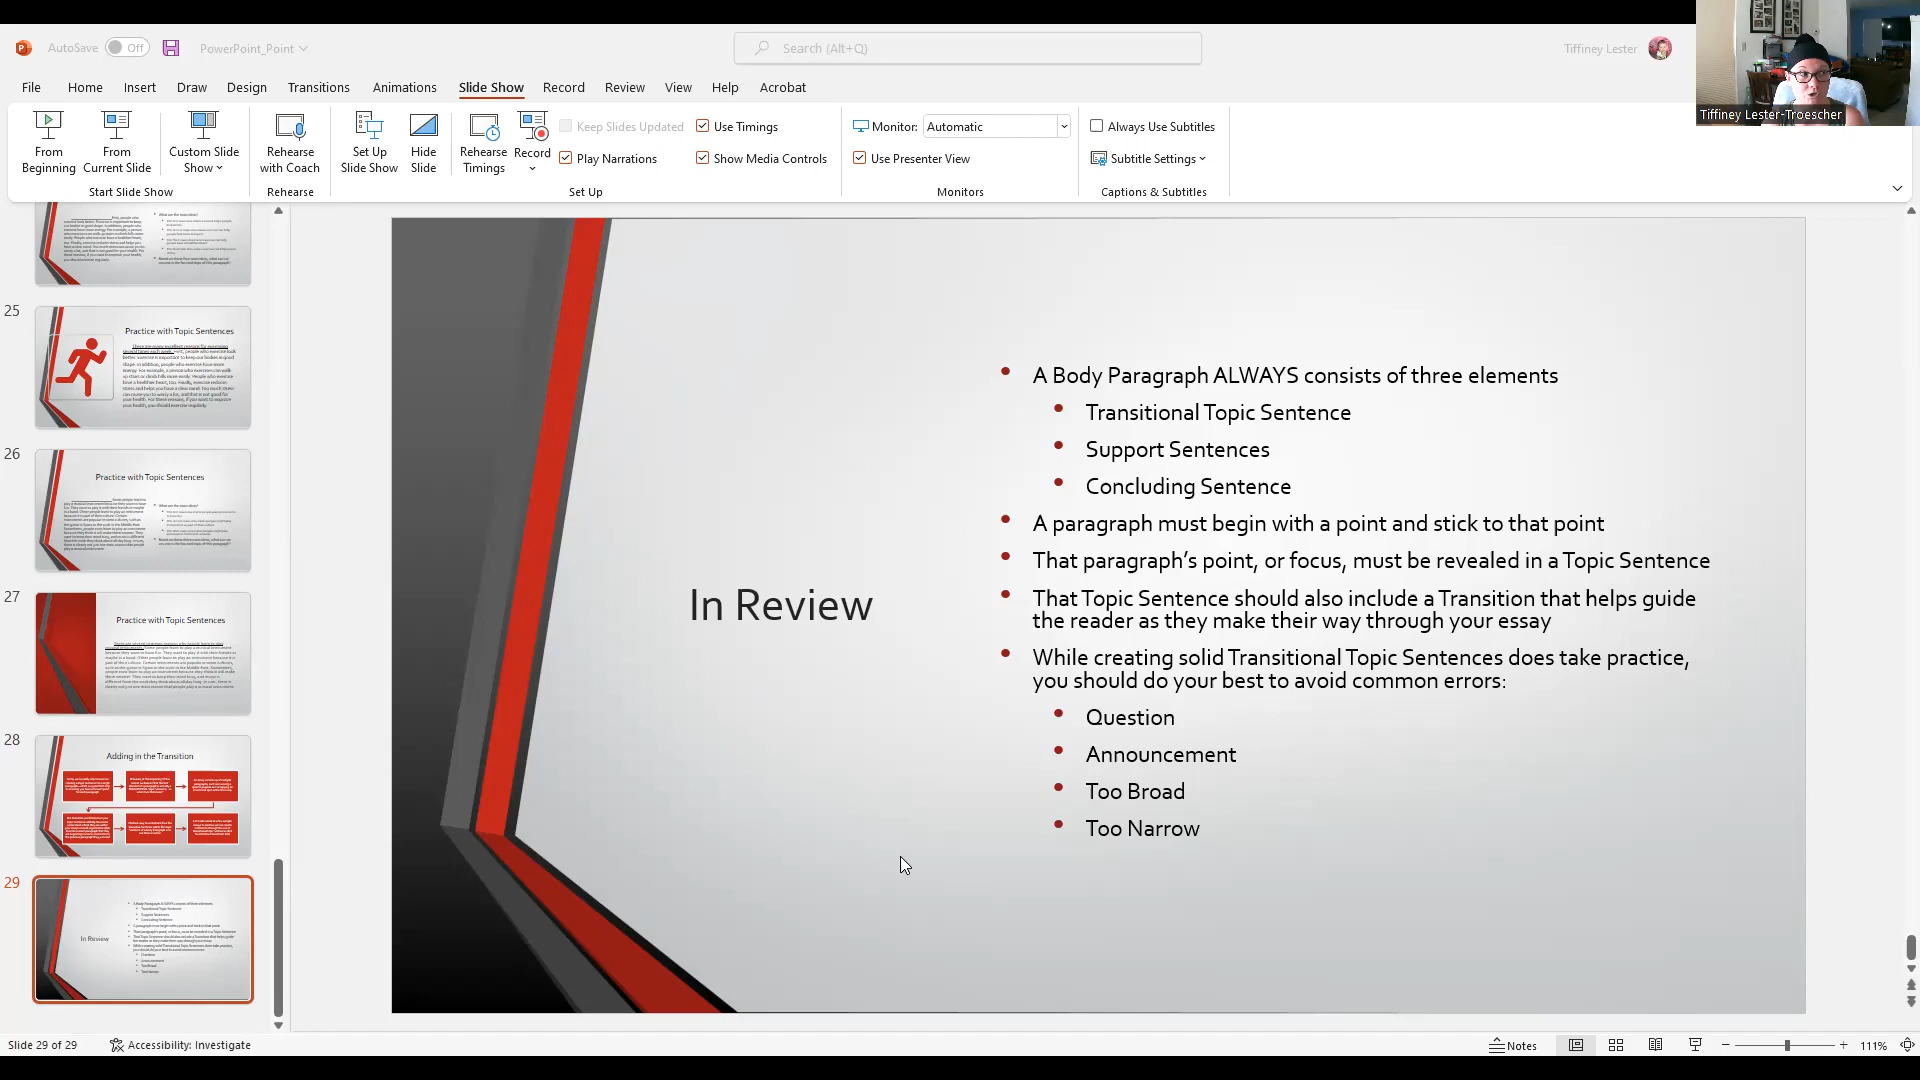 AutoSave Off PowerPoint_Point Search (Alt+Q) Tiffiney Lester
File Home Insert Draw Design Transitions Animations Slide Show Record Review View Help Acrobat
From Beginning
From Current Slide
Custom Slide Show
Start Slide Show
Rehearse with Coach
Rehearse
Set Up Slide Show
Hide Slide
Rehearse Timings
Record
Keep Slides Updated
Play Narrations
Use Timings
Show Media Controls
Set Up
Monitor: Automatic
Use Presenter View
Monitors
Always Use Subtitles
Subtitle Settings
Captions & Subtitles
Tiffiney Lester-Troescher
25
Practice with Topic Sentences
26
Practice with Topic Sentences
27
Practice with Topic Sentences
28
Adding in the Transition
29
In Review
In Review
A Body Paragraph ALWAYS consists of three elements
Transitional Topic Sentence
Support Sentences
Concluding Sentence
A paragraph must begin with a point and stick to that point
That paragraph's point, or focus, must be revealed in a Topic Sentence
That Topic Sentence should also include a Transition that helps guide
the reader as they make their way through your essay
While creating solid Transitional Topic Sentences does take practice,
you should do your best to avoid common errors:
Question
Announcement
Too Broad
Too Narrow
Slide 29 of 29 Accessibility: Investigate Notes 111%